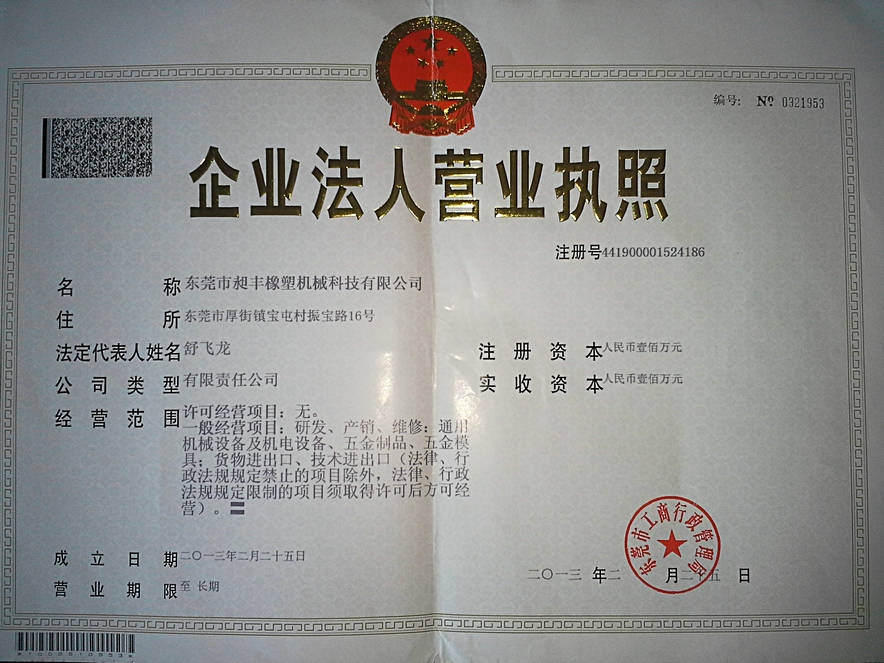 编号: № 0321953
企业法人营业执照
注册号441900001524186
名称 东莞市昶丰橡塑机械科技有限公司
住所 东莞市厚街镇宝屯村振宝路16号
法定代表人姓名 舒飞龙
注册资本 人民币壹佰万元
公司类型 有限责任公司
实收资本 人民币壹佰万元
经营范围 许可经营项目：无。
一般经营项目：研发、产销、维修：通用
机械设备及机电设备、五金制品、五金模
具；货物进出口、技术进出口（法律、行
政法规规定禁止的项目除外，法律、行政
法规规定限制的项目须取得许可后方可经
营）。
东莞市工商行政管理局
成立日期 二〇一三年二月二十五日
二〇一三 年 二 月 二十五 日
营业期限 至 长期